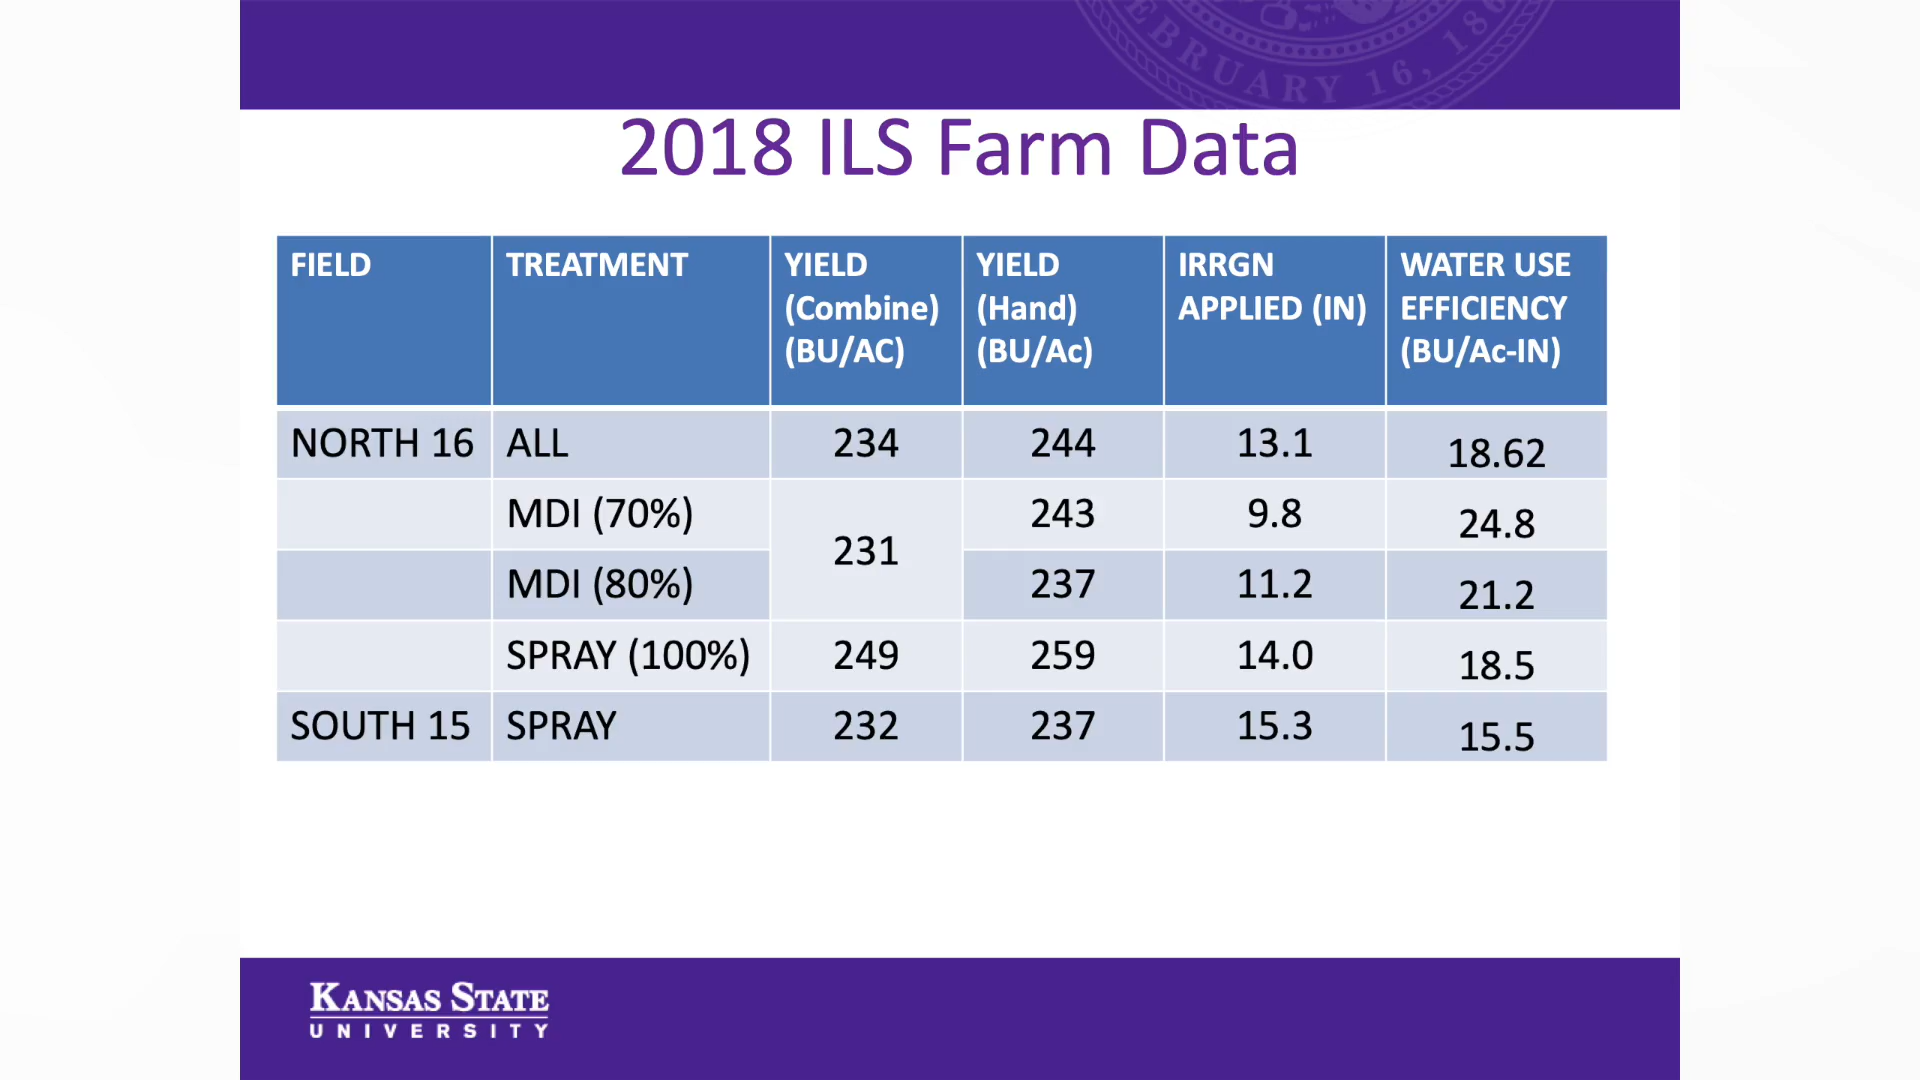 EBRUARY 16, 186
2018 ILS Farm Data
FIELD TREATMENT YIELD (Combine) (BU/AC) YIELD (Hand) (BU/Ac) IRRGN APPLIED (IN) WATER USE EFFICIENCY (BU/Ac-IN)
NORTH 16 ALL 234 244 13.1 18.62
MDI (70%) 231 243 9.8 24.8
MDI (80%) 237 11.2 21.2
SPRAY (100%) 249 259 14.0 18.5
SOUTH 15 SPRAY 232 237 15.3 15.5
KANSAS STATE
UNIVERSITY